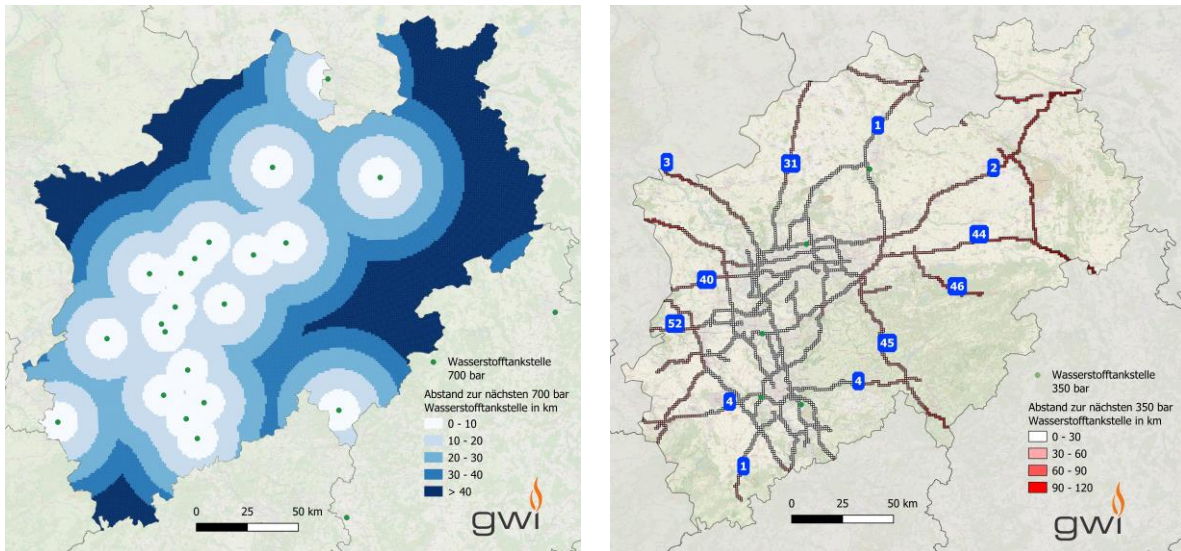 Wasserstofftankstelle
700 bar
Abstand zur nächsten 700 bar
Wasserstofftankstelle in km
0 - 10
10 - 20
20 - 30
30 - 40
> 40
0 25 50 km
gwi
1
31
3
2
44
40
46
52
45
4
4
1
Wasserstofftankstelle
350 bar
Abstand zur nächsten 350 bar
Wasserstofftankstelle in km
0 - 30
30 - 60
60 - 90
90 - 120
0 25 50 km
gwi